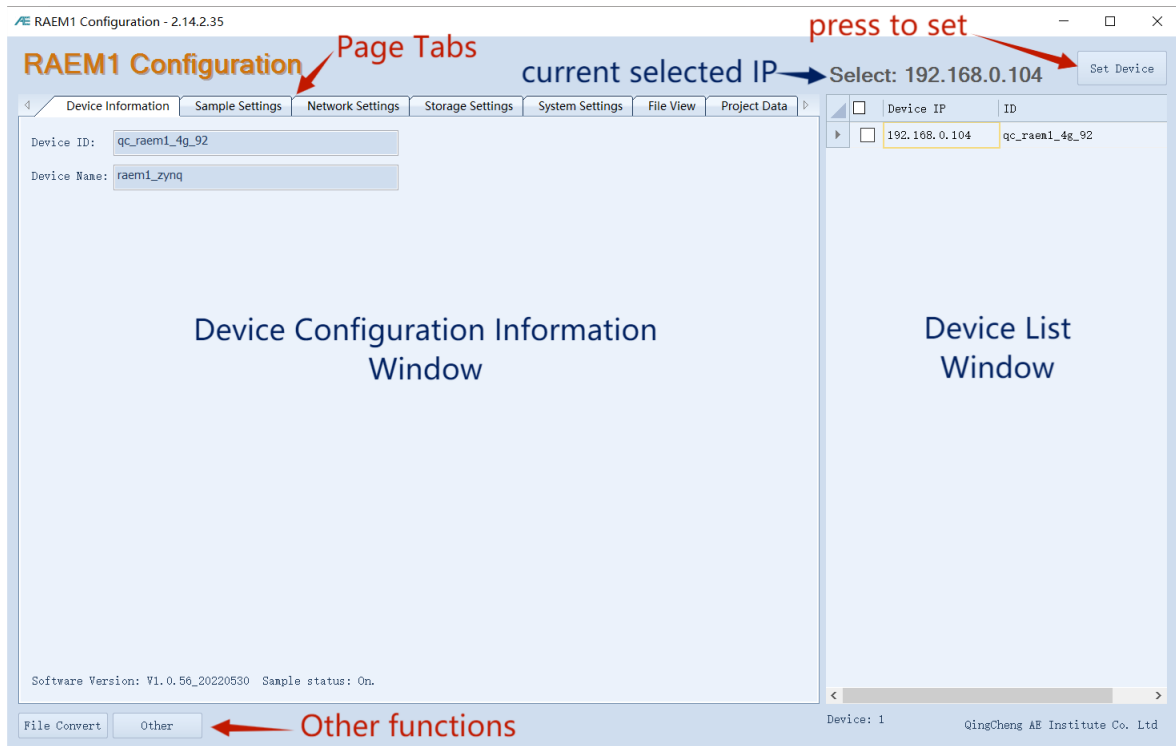 RAEM1 Configuration - 2.14.2.35
press to set
RAEM1 Configuration
Page Tabs
current selected IP
Select: 192.168.0.104
Set Device
Device Information
Sample Settings
Network Settings
Storage Settings
System Settings
File View
Project Data
Device IP
ID
Device ID:
qc_raem1_4g_92
192.168.0.104
qc_raem1_4g_92
Device Name:
raem1_zynq
Device Configuration Information
Window
Device List
Window
Software Version: V1.0.56_20220530 Sample status: On.
File Convert
Other
Other functions
Device: 1
QingCheng AE Institute Co. Ltd